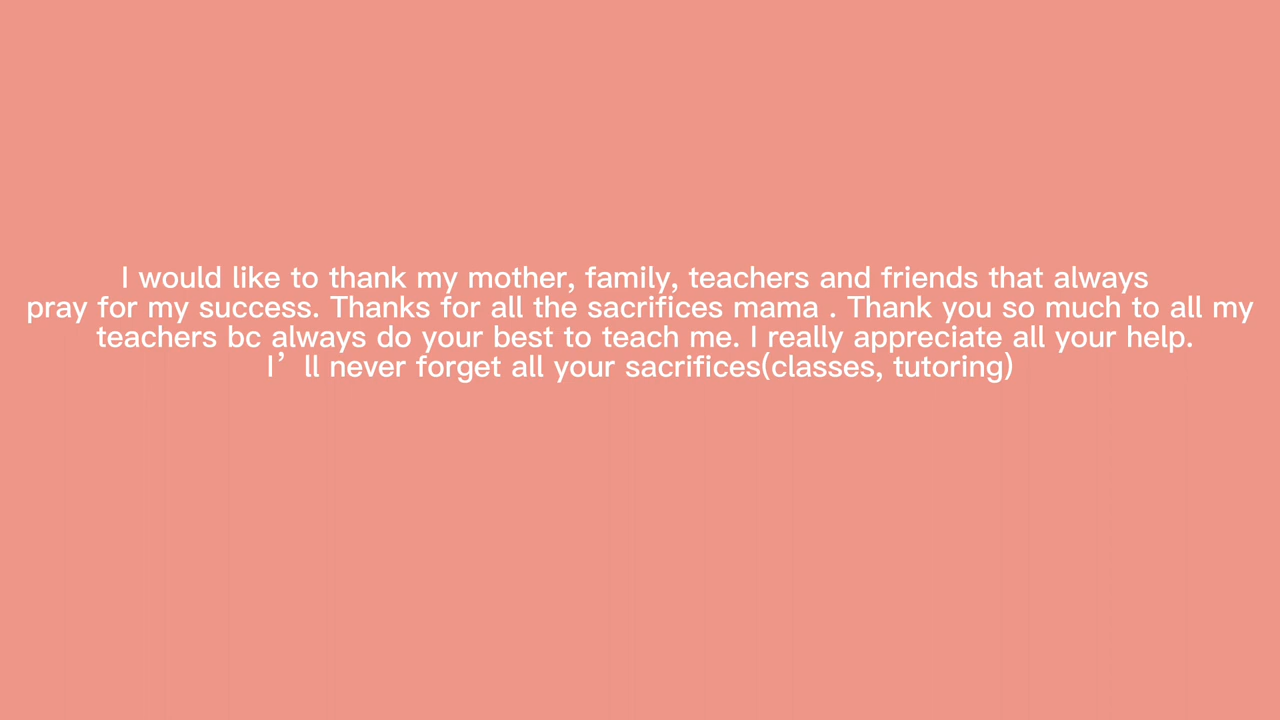 I would like to thank my mother, family, teachers and friends that always
pray for my success. Thanks for all the sacrifices mama . Thank you so much to all my
teachers bc always do your best to teach me. I really appreciate all your help.
I’ll never forget all your sacrifices(classes, tutoring)